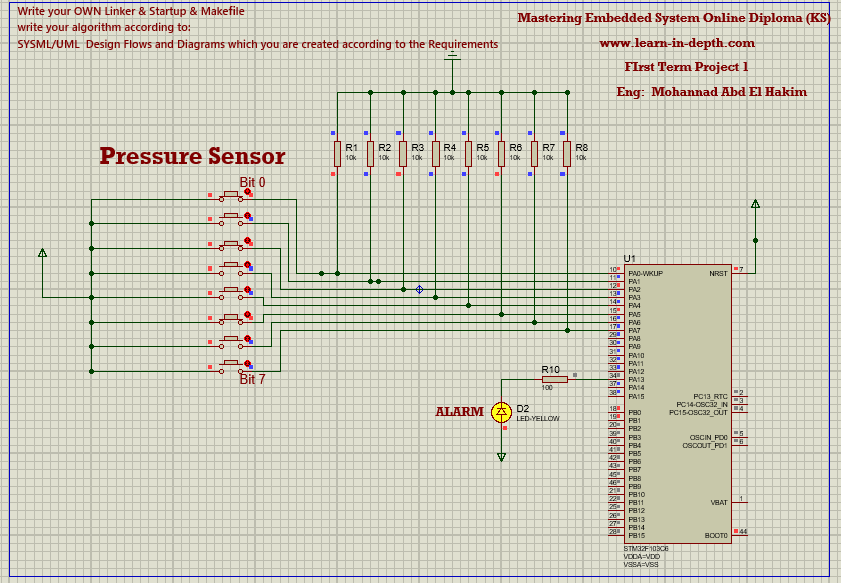 Write your OWN Linker & Startup & Makefile
write your algorithm according to:
SYSML/UML Design Flows and Diagrams which you are created according to the Requirements
Mastering Embedded System Online Diploma (KS)
www.learn-in-depth.com
FIrst Term Project 1
Eng: Mohannad Abd El Hakim
Pressure Sensor
Bit 0
Bit 7
R1
10k
R2
10k
R3
10k
R4
10k
R5
10k
R6
10k
R7
10k
R8
10k
R10
100
ALARM
D2
LED-YELLOW
U1
10 PA0-WKUP
11 PA1
12 PA2
13 PA3
14 PA4
15 PA5
16 PA6
17 PA7
29 PA8
30 PA9
31 PA10
32 PA11
33 PA12
34 PA13
37 PA14
38 PA15
18 PB0
19 PB1
20 PB2
39 PB3
40 PB4
41 PB5
42 PB6
43 PB7
45 PB8
46 PB9
21 PB10
22 PB11
25 PB12
26 PB13
27 PB14
28 PB15
NRST 7
PC13_RTC 2
PC14-OSC32_IN 3
PC15-OSC32_OUT 4
OSCIN_PD0 5
OSCOUT_PD1 6
VBAT 1
BOOT0 44
STM32F103C6
VDDA=VDD
VSSA=VSS